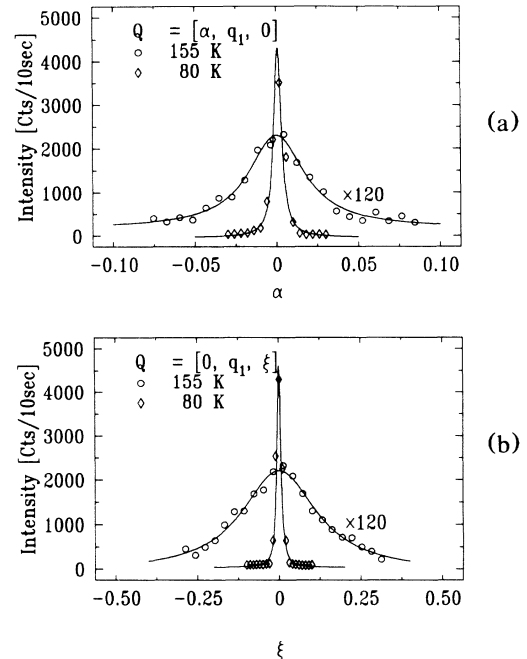 5000
4000
3000
2000
1000
0
Intensity [Cts/10sec]
Q = [α, q₁, 0]
○ 155 K
◇ 80 K
×120
-0.10 -0.05 0 0.05 0.10
α
(a)
5000
4000
3000
2000
1000
0
Intensity [Cts/10sec]
Q = [0, q₁, ξ]
○ 155 K
◇ 80 K
×120
-0.50 -0.25 0 0.25 0.50
ξ
(b)